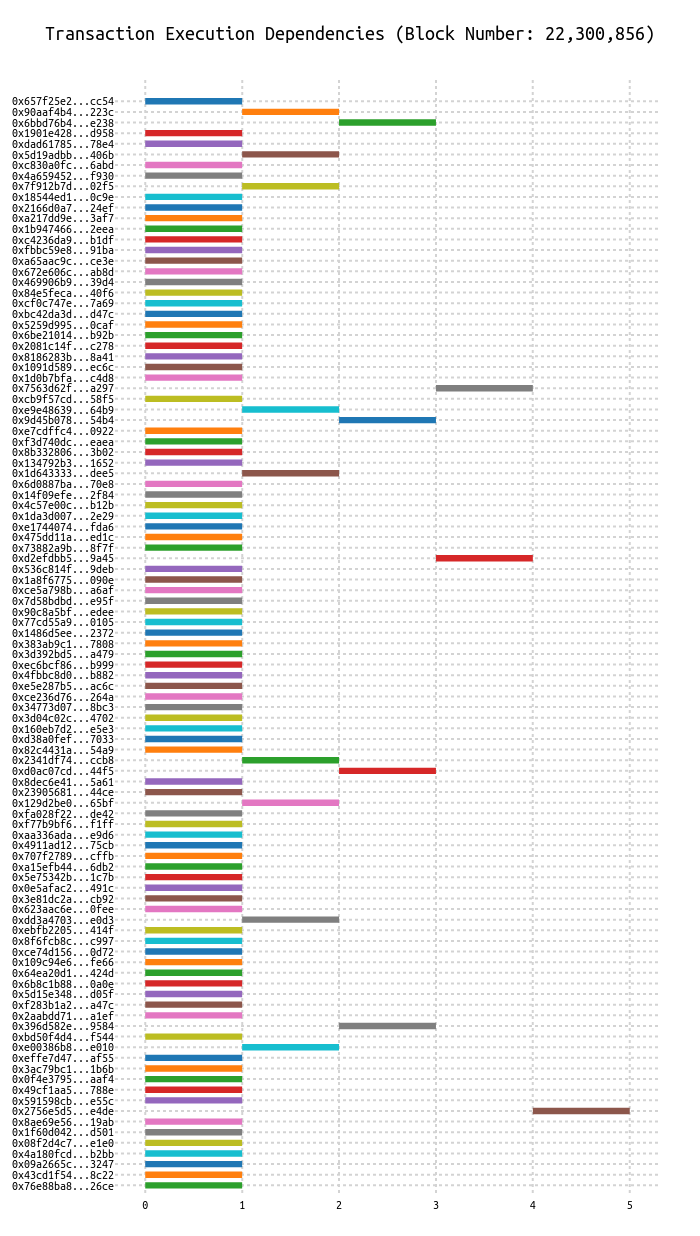 Transaction Execution Dependencies (Block Number: 22,300,856)
0x657f25e2...cc54
0x90aaf4b4...223c
0x6bbd76b4...e238
0x1901e428...d958
0xdad61785...78e4
0x5d19adbb...406b
0xc830a0fc...6abd
0x4a659452...f930
0x7f912b7d...02f5
0x18544ed1...0c9e
0x2166d0a7...24ef
0xa217dd9e...3af7
0x1b947466...2eea
0xc4236da9...b1df
0xfbbc59e8...91ba
0xa65aac9c...ce3e
0x672e606c...ab8d
0x469906b9...39d4
0x84e5feca...40f6
0xcf0c747e...7a69
0xbc42da3d...d47c
0x5259d995...0caf
0x6be21014...b92b
0x2081c14f...c278
0x8186283b...8a41
0x1091d589...ec6c
0x1d0b7bfa...c4d8
0x7563d62f...a297
0xcb9f57cd...58f5
0xe9e48639...64b9
0x9d45b078...54b4
0xe7cdffc4...0922
0xf3d740dc...eaea
0x8b332806...3b02
0x134792b3...1652
0x1d643333...dee5
0x6d0887ba...70e8
0x14f09efe...2f84
0x4c57e00c...b12b
0x1da3d007...2e29
0xe1744074...fda6
0x475dd11a...ed1c
0x73882a9b...8f7f
0xd2efdbb5...9a45
0x536c814f...9deb
0x1a8f6775...090e
0xce5a798b...a6af
0x7d58bdbd...e95f
0x90c8a5bf...edee
0x77cd55a9...0105
0x1486d5ee...2372
0x383ab9c1...7808
0x3d392bd5...a479
0xec6bcf86...b999
0x4fbbc8d0...b882
0xe5e287b5...ac6c
0xce236d76...264a
0x34773d07...8bc3
0x3d04c02c...4702
0x160eb7d2...e5e3
0xd38a0fef...7033
0x82c4431a...54a9
0x2341df74...ccb8
0xd0ac07cd...44f5
0x8dec6e41...5a61
0x23905681...44ce
0x129d2be0...65bf
0xfa028f22...de42
0xf77b9bf6...f1ff
0xaa336ada...e9d6
0x4911ad12...75cb
0x707f2789...cffb
0xa15efb44...6db2
0x5e75342b...1c7b
0x0e5afac2...491c
0x3e81dc2a...cb92
0x623aac6e...0fee
0xdd3a4703...e0d3
0xebfb2205...414f
0x8f6fcb8c...c997
0xce74d156...0d72
0x109c94e6...fe66
0x64ea20d1...424d
0x6b8c1b88...0a0e
0x5d15e348...d05f
0xf283b1a2...a47c
0x2aabdd71...a1ef
0x396d582e...9584
0xbd50f4d4...f544
0xe00386b8...e010
0xeffe7d47...af55
0x3ac79bc1...1b6b
0x0f4e3795...aaf4
0x49cf1aa5...788e
0x591598cb...e55c
0x2756e5d5...e4de
0x8ae69e56...19ab
0x1f60d042...d501
0x08f2d4c7...e1e0
0x4a180fcd...b2bb
0x09a2665c...3247
0x43cd1f54...8c22
0x76e88ba8...26ce
0 1 2 3 4 5